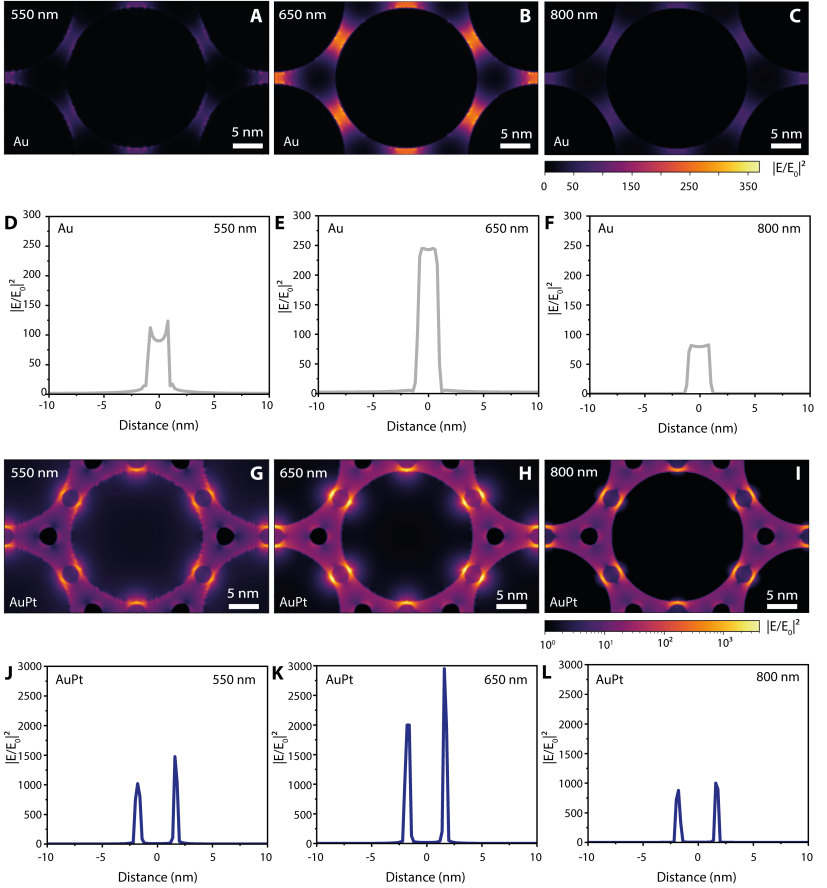 550 nm A 650 nm B 800 nm C
Au 5 nm Au 5 nm Au 5 nm
0 50 150 250 350 |E/E0|²
D E F
Au 550 nm
|E/E0|²
300
250
200
150
100
50
0
-10 -5 0 5 10
Distance (nm)
Au 650 nm
|E/E0|²
300
250
200
150
100
50
0
-10 -5 0 5 10
Distance (nm)
Au 800 nm
|E/E0|²
300
250
200
150
100
50
0
-10 -5 0 5 10
Distance (nm)
550 nm G 650 nm H 800 nm I
AuPt 5 nm AuPt 5 nm AuPt 5 nm
10⁰ 10¹ 10² 10³ |E/E0|²
J K L
AuPt 550 nm
|E/E0|²
3000
2500
2000
1500
1000
500
0
-10 -5 0 5 10
Distance (nm)
AuPt 650 nm
|E/E0|²
3000
2500
2000
1500
1000
500
0
-10 -5 0 5 10
Distance (nm)
AuPt 800 nm
|E/E0|²
3000
2500
2000
1500
1000
500
0
-10 -5 0 5 10
Distance (nm)